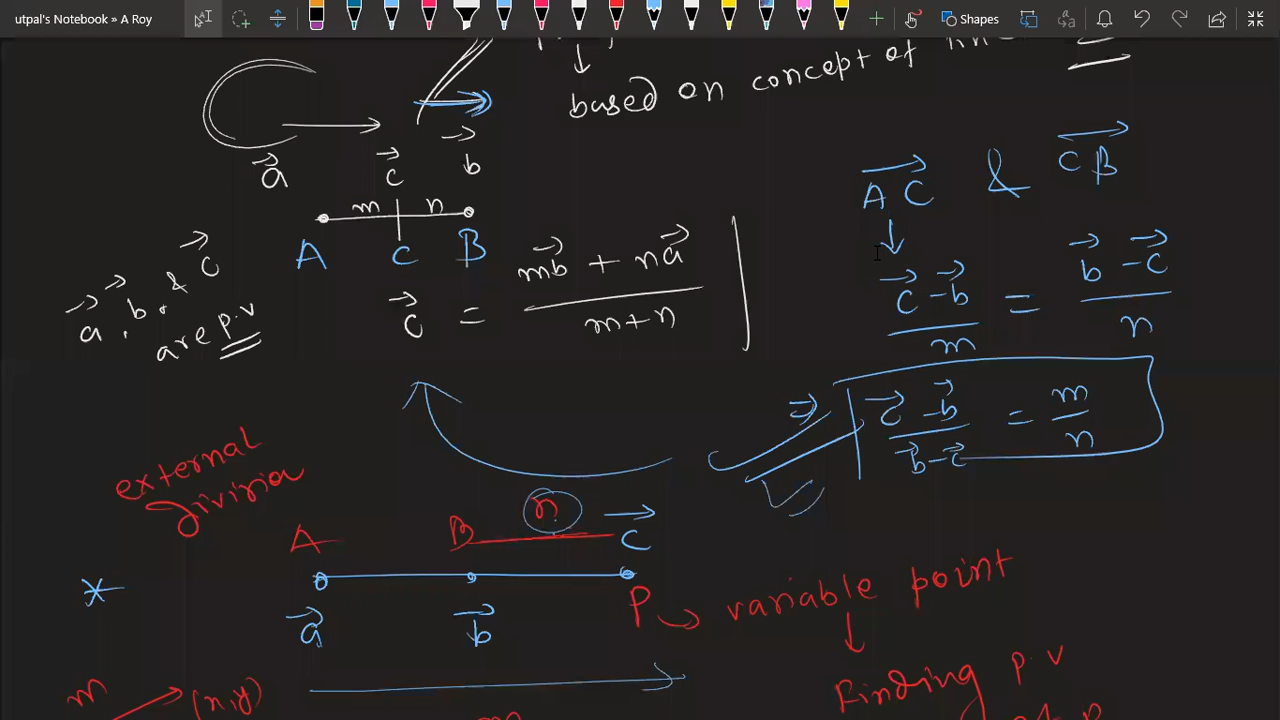 utpal's Notebook » A Roy
Shapes
based on concept of
a⃗ c⃗ b⃗
m n
A C B
a⃗, b⃗, & c⃗
are p.v
c⃗ = (mb⃗ + na⃗)/(m+n)
AC⃗ & CB⃗
↓
(c⃗ - b⃗)/m = (b⃗ - c⃗)/n
⇒ (c⃗ - b⃗)/(b⃗ - c⃗) = m/n
external
division
A B n c⃗
*
a⃗ b⃗ P → variable point
↓
Finding p.v
m (n,y)